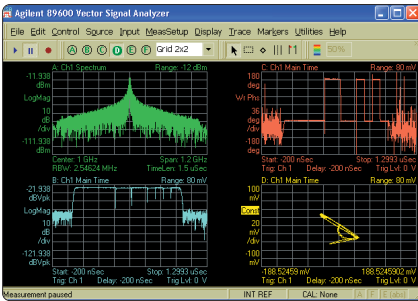 Agilent 89600 Vector Signal Analyzer
File Edit Control Source Input MeasSetup Display Trace Markers Utilities Help
A B C D E F Grid 2x2 50%
A: Ch1 Spectrum Range: -12 dBm
-11.938
dBm
LogMag
10
dB
/div
-111.938
dBm
Center: 1 GHz Span: 1.2 GHz
RBW: 2.54624 MHz TimeLen: 1.5 uSec
C: Ch1 Main Time Range: 80 mV
180
deg
Wr Phs
36
deg
/div
-180
deg
Start: -200 nSec Stop: 1.2993 uSec
Trig: Ch 1 Delay: -200 nSec Trig Lvl: 0 V
B: Ch1 Main Time Range: 80 mV
-21.938
dBVpk
LogMag
10
dB
/div
-121.938
dBVpk
Start: -200 nSec Stop: 1.2993 uSec
Trig: Ch 1 Delay: -200 nSec Trig Lvl: 0 V
D: Ch1 Main Time Range: 80 mV
100
mV
Const
20
mV
/div
-100
mV
-188.52459 mV 188.5245902 mV
Trig: Ch 1 Delay: -200 nSec Trig Lvl: 0 V
Measurement paused INT REF CAL: None